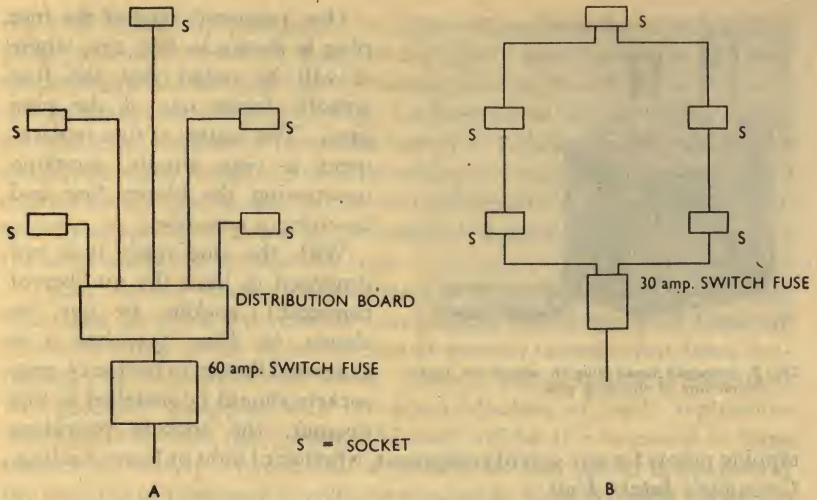 S
S
S
S
S
S
S
S
S
S
30 amp. SWITCH FUSE
DISTRIBUTION BOARD
60 amp. SWITCH FUSE
S = SOCKET
A
B